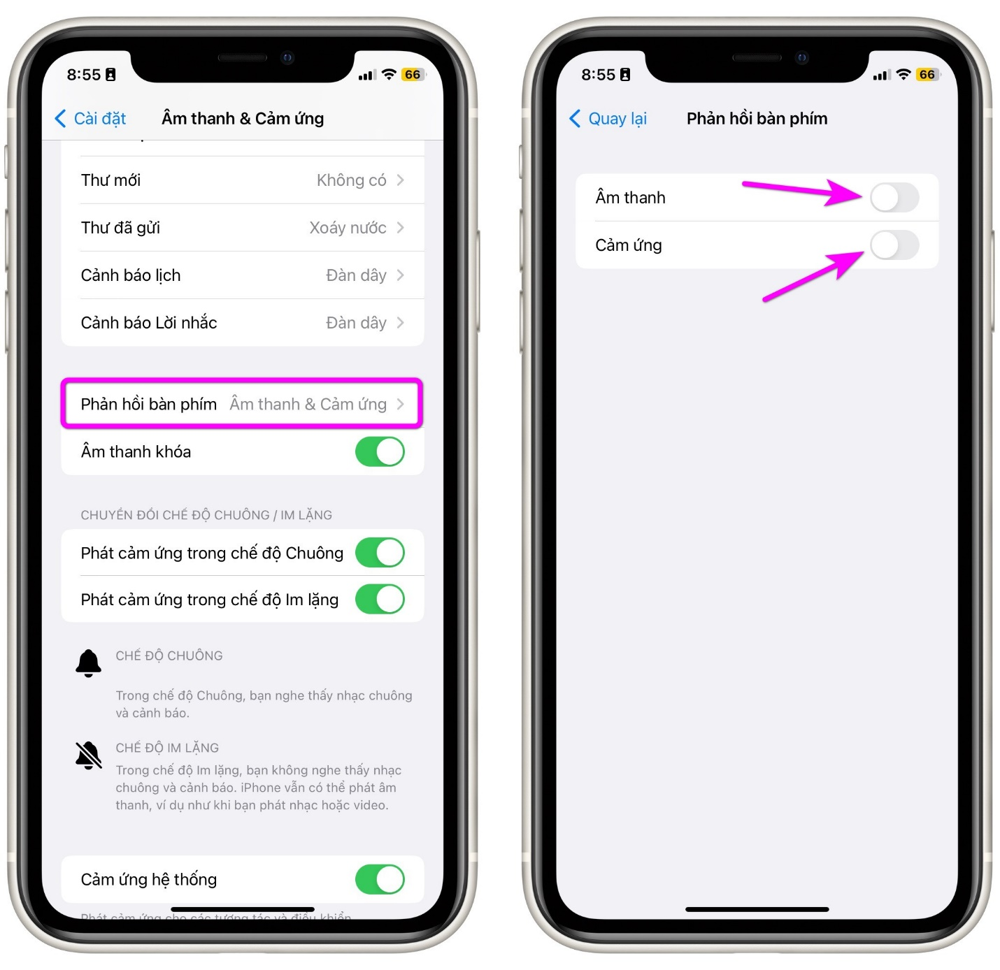 8:55
66
Cài đặt
Âm thanh & Cảm ứng
Thư mới
Không có
Thư đã gửi
Xoáy nước
Cảnh báo lịch
Đàn dây
Cảnh báo Lời nhắc
Đàn dây
Phản hồi bàn phím
Âm thanh & Cảm ứng
Âm thanh khóa
CHUYỂN ĐỔI CHẾ ĐỘ CHUÔNG / IM LẶNG
Phát cảm ứng trong chế độ Chuông
Phát cảm ứng trong chế độ Im lặng
CHẾ ĐỘ CHUÔNG
Trong chế độ Chuông, bạn nghe thấy nhạc chuông
và cảnh báo.
CHẾ ĐỘ IM LẶNG
Trong chế độ Im lặng, bạn không nghe thấy nhạc
chuông và cảnh báo. iPhone vẫn có thể phát âm
thanh, ví dụ như khi bạn phát nhạc hoặc video.
Cảm ứng hệ thống
Phát cảm ứng cho các tương tác và điều khiển
8:55
66
Quay lại
Phản hồi bàn phím
Âm thanh
Cảm ứng